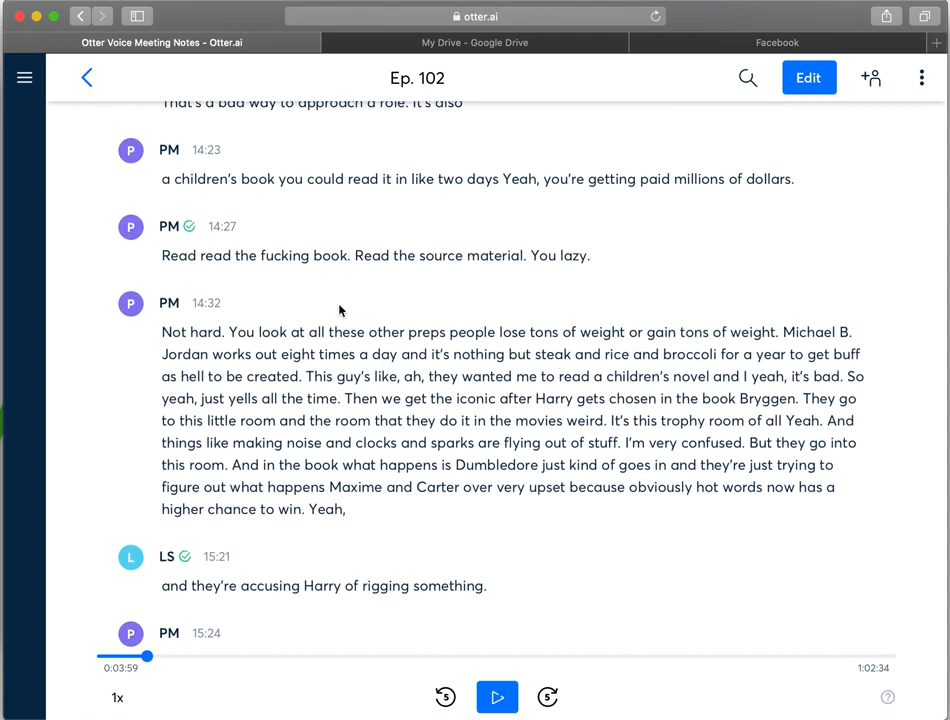 otter.ai
Otter Voice Meeting Notes - Otter.ai
My Drive - Google Drive
Facebook
Ep. 102
Edit
That's a bad way to approach a role. It's also
P PM 14:23
a children's book you could read it in like two days Yeah, you're getting paid millions of dollars.
P PM 14:27
Read read the fucking book. Read the source material. You lazy.
P PM 14:32
Not hard. You look at all these other preps people lose tons of weight or gain tons of weight. Michael B.
Jordan works out eight times a day and it's nothing but steak and rice and broccoli for a year to get buff
as hell to be created. This guy's like, ah, they wanted me to read a children's novel and I yeah, it's bad. So
yeah, just yells all the time. Then we get the iconic after Harry gets chosen in the book Bryggen. They go
to this little room and the room that they do it in the movies weird. It's this trophy room of all Yeah. And
things like making noise and clocks and sparks are flying out of stuff. I'm very confused. But they go into
this room. And in the book what happens is Dumbledore just kind of goes in and they're just trying to
figure out what happens Maxime and Carter over very upset because obviously hot words now has a
higher chance to win. Yeah,
L LS 15:21
and they're accusing Harry of rigging something.
P PM 15:24
0:03:59
1:02:34
1x
5
5
?